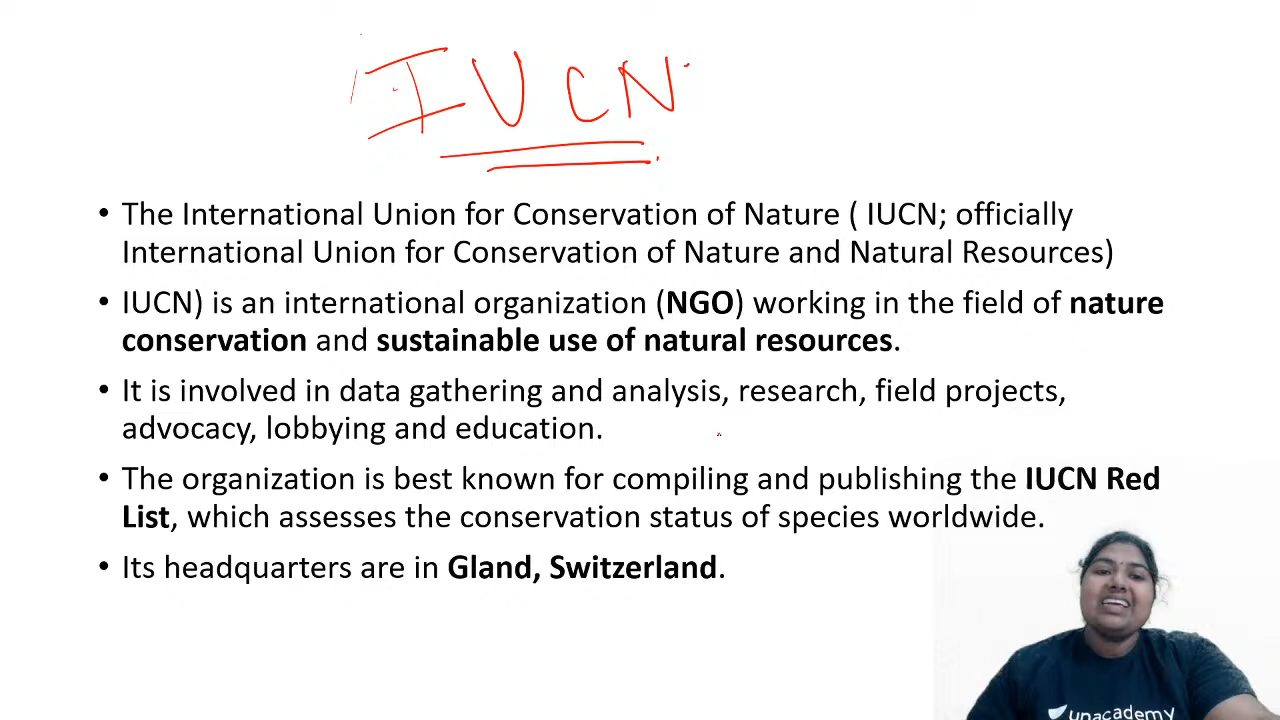 IUCN
• The International Union for Conservation of Nature ( IUCN; officially
International Union for Conservation of Nature and Natural Resources)
• IUCN) is an international organization (NGO) working in the field of nature
conservation and sustainable use of natural resources.
• It is involved in data gathering and analysis, research, field projects,
advocacy, lobbying and education.
• The organization is best known for compiling and publishing the IUCN Red
List, which assesses the conservation status of species worldwide.
• Its headquarters are in Gland, Switzerland.
unacademy